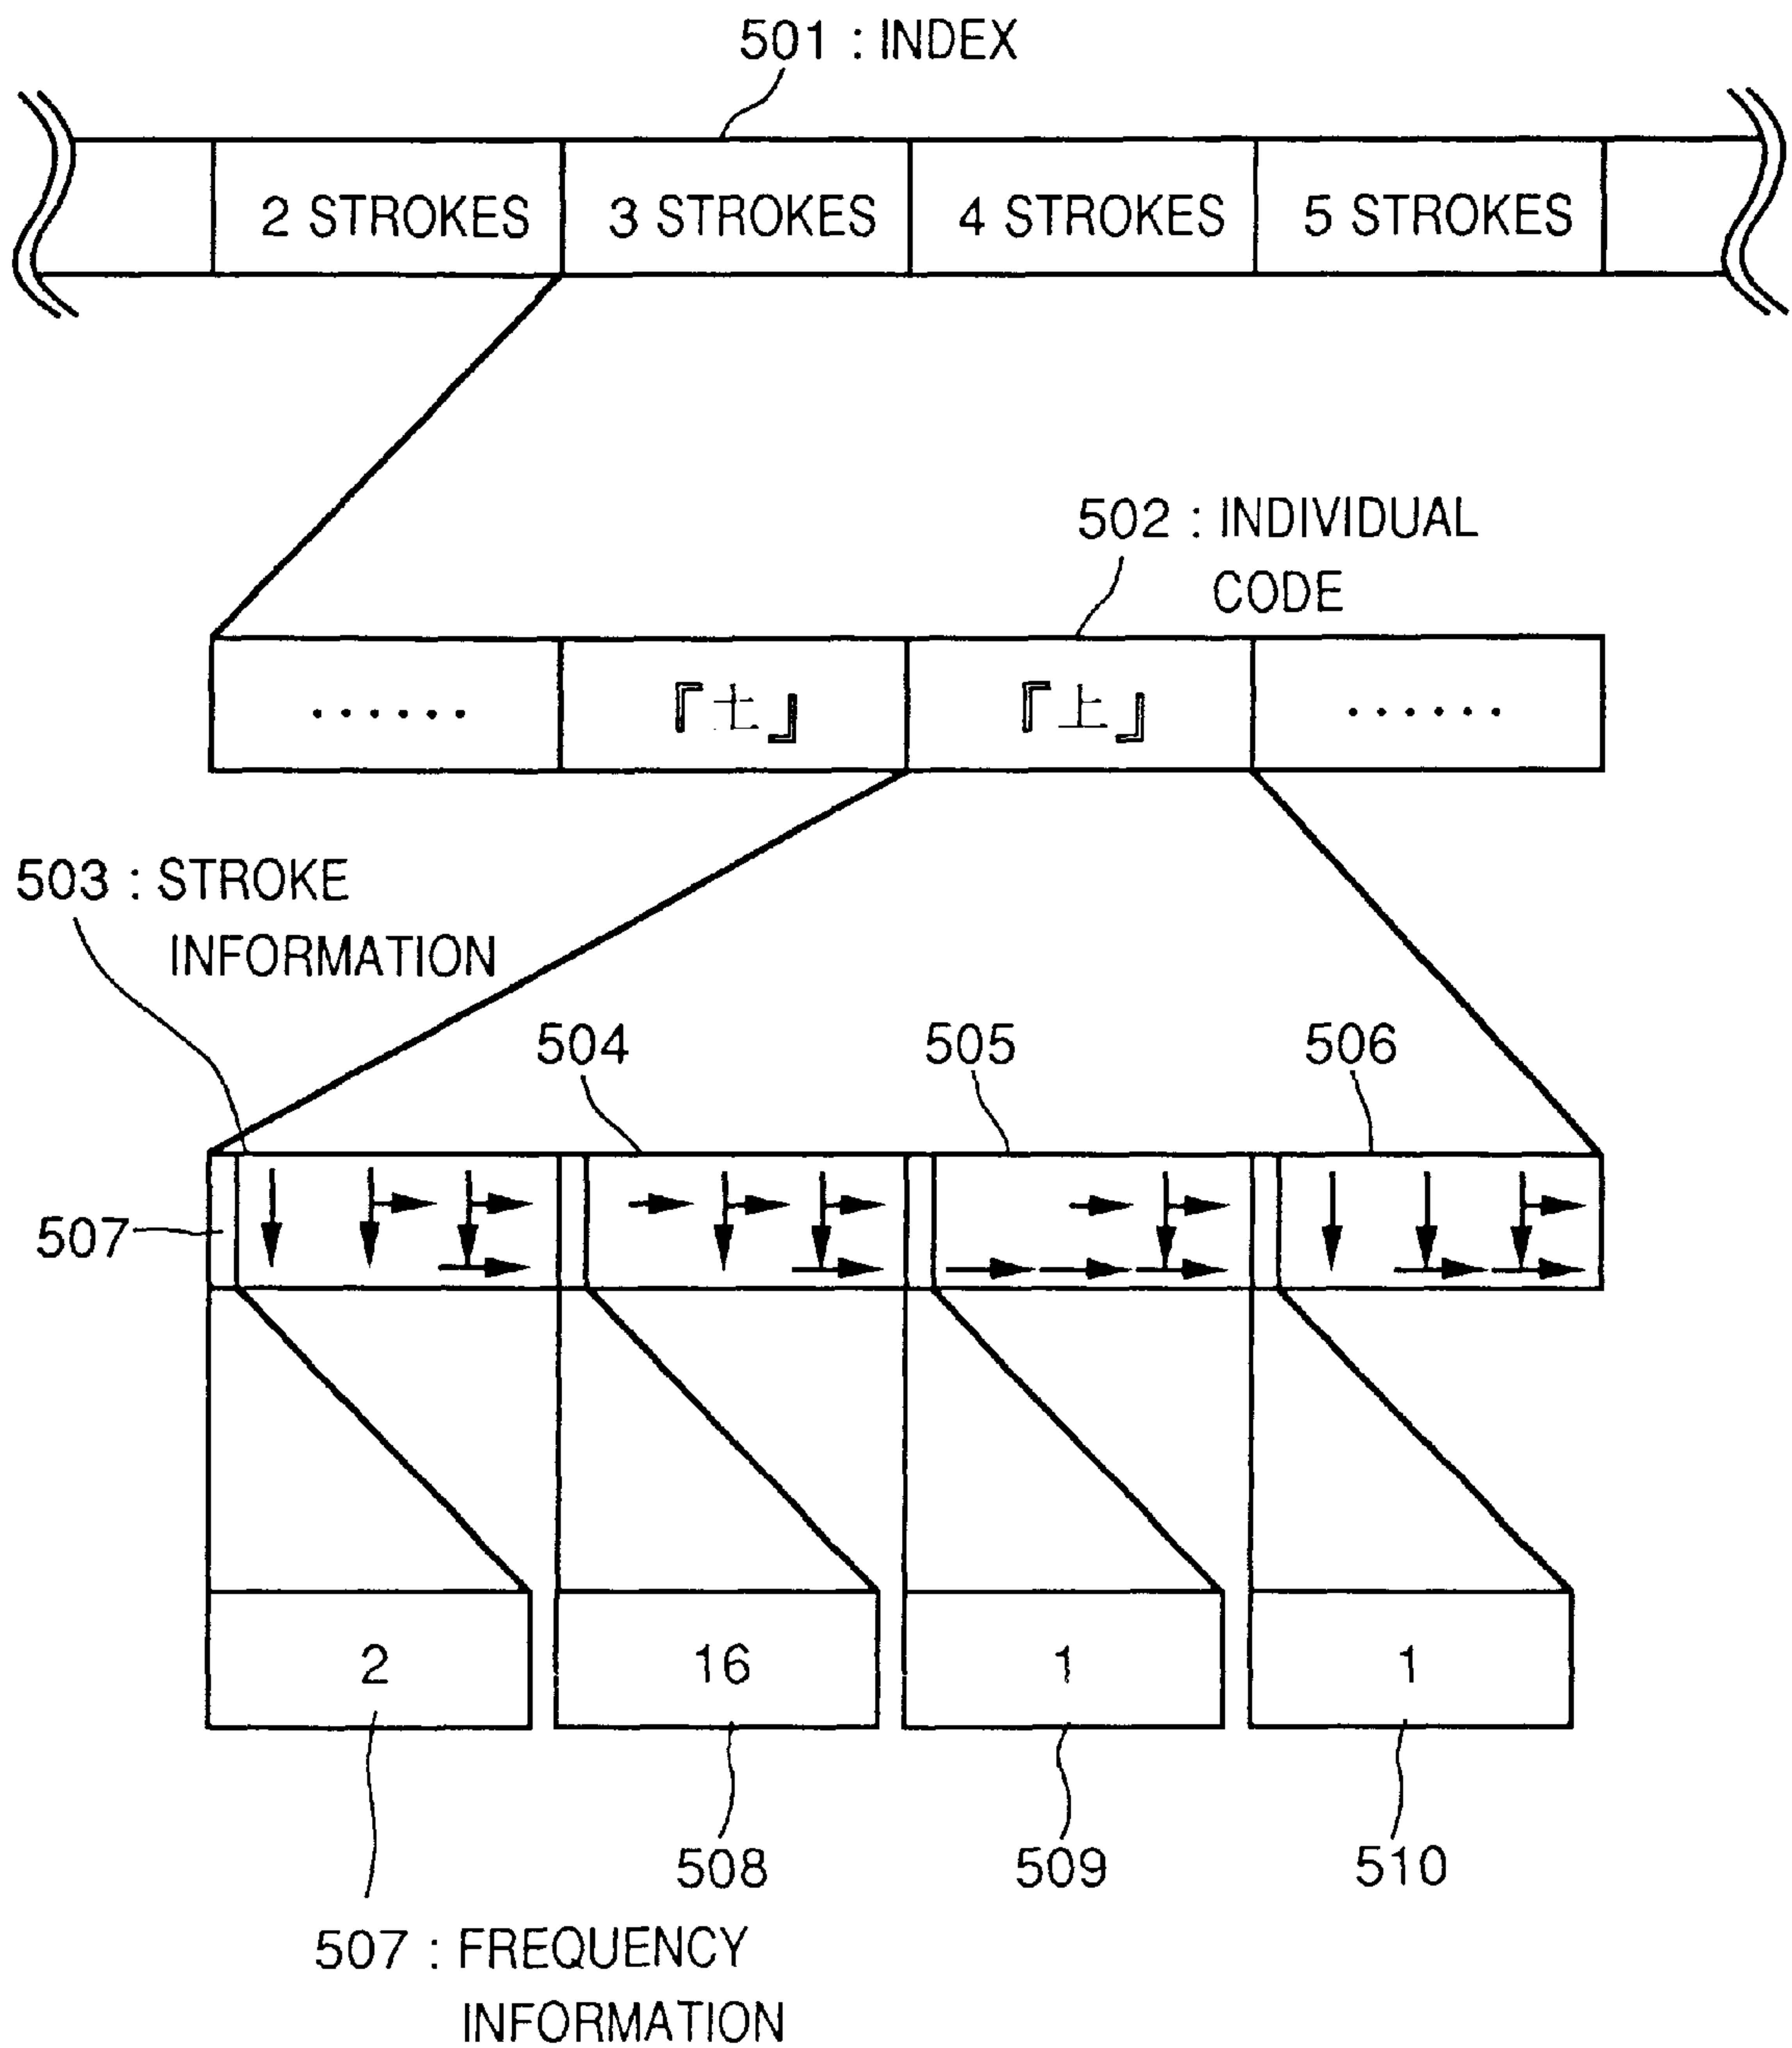 501 : INDEX
2 STROKES 3 STROKES 4 STROKES 5 STROKES
502 : INDIVIDUAL
CODE
...... 『土』 『上』 ......
503 : STROKE
INFORMATION
504 505 506
507
2 16 1 1
508 509 510
507 : FREQUENCY
INFORMATION